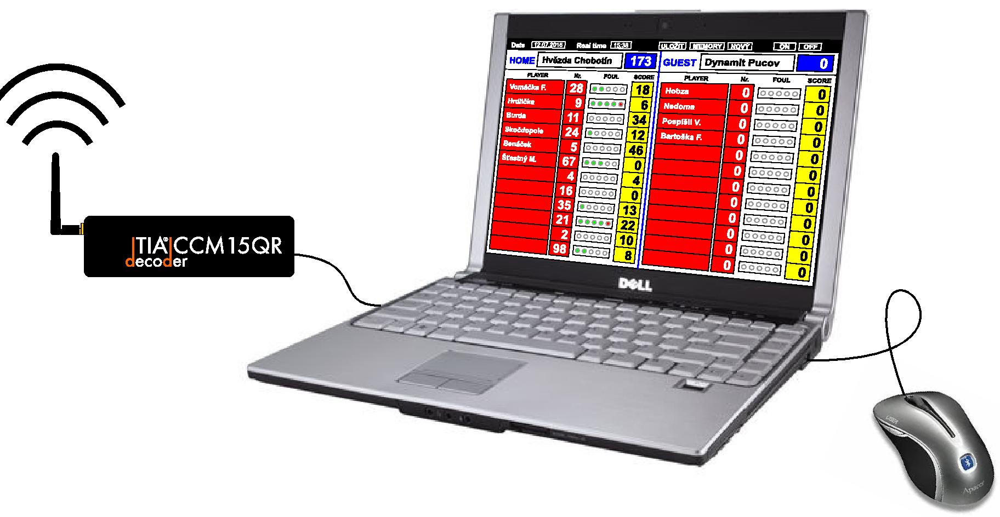 Date 12.07.2016 Real time 15:38 ULOŽIT MEMORY NOVÝ ON OFF
HOME Hvězda Chobotín 173 GUEST Dynamit Pucov 0
PLAYER Nr. FOUL SCORE PLAYER Nr. FOUL SCORE
Vomáčka F. 28 18 Hobza 0 0
Hrdlička 9 6 Nedoma 0 0
Burda 11 34 Pospíšil V. 0 0
Skočdopole 24 12 Bartoška F. 0 0
Benáček 5 46 0 0
Šťastný M. 67 0 0 0
4 4 0 0
16 0 0 0
35 13 0 0
21 22 0 0
2 10 0 0
98 8 0 0
TIA® CCM15QR
decoder
DELL
USER
Apacer